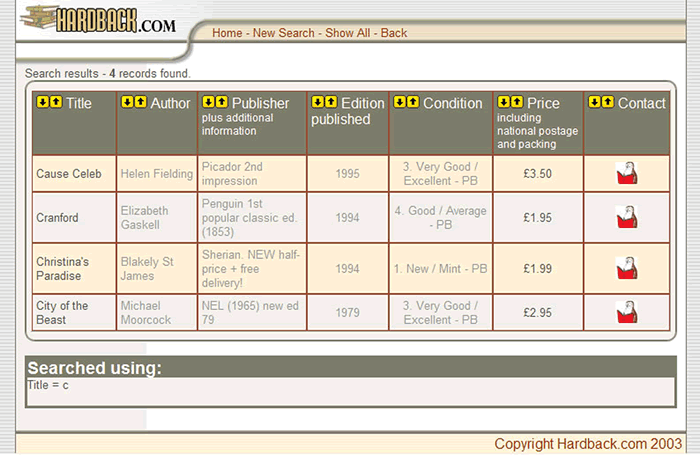 HARDBACK.COM
Home - New Search - Show All - Back
Search results - 4 records found.
Title
Author
Publisher
plus additional
information
Edition
published
Condition
Price
including
national postage
and packing
Contact
Cause Celeb
Helen Fielding
Picador 2nd
impression
1995
3. Very Good /
Excellent - PB
£3.50
Cranford
Elizabeth
Gaskell
Penguin 1st
popular classic ed.
(1853)
1994
4. Good / Average
- PB
£1.95
Christina's
Paradise
Blakely St
James
Sherian. NEW half-
price + free
delivery!
1994
1. New / Mint - PB
£1.99
City of the
Beast
Michael
Moorcock
NEL (1965) new ed
79
1979
3. Very Good /
Excellent - PB
£2.95
Searched using:
Title = c
Copyright Hardback.com 2003